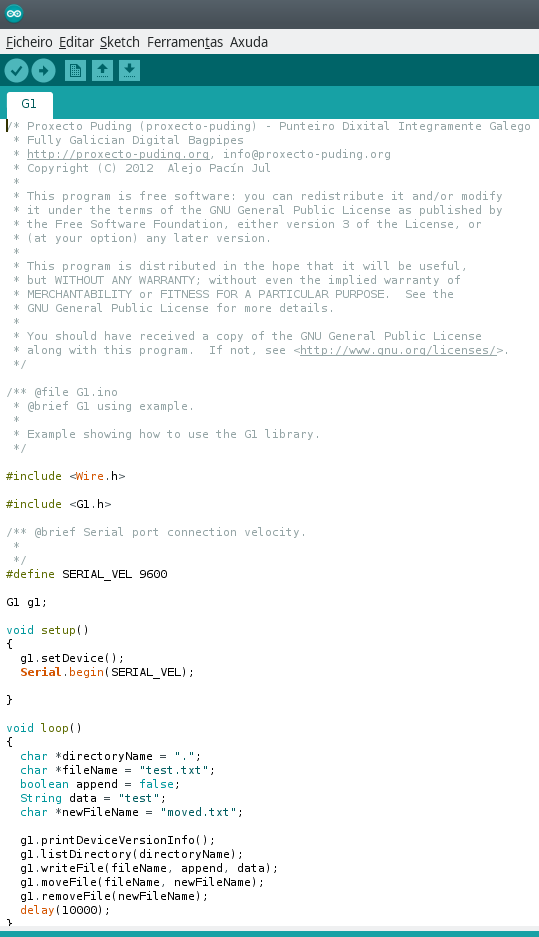 Ficheiro Editar Sketch Ferramentas Axuda
G1
/* Proxecto Puding (proxecto-puding) - Punteiro Dixital Integramente Galego
 * Fully Galician Digital Bagpipes
 * http://proxecto-puding.org, info@proxecto-puding.org
 * Copyright (C) 2012  Alejo Pacín Jul
 *
 * This program is free software: you can redistribute it and/or modify
 * it under the terms of the GNU General Public License as published by
 * the Free Software Foundation, either version 3 of the License, or
 * (at your option) any later version.
 *
 * This program is distributed in the hope that it will be useful,
 * but WITHOUT ANY WARRANTY; without even the implied warranty of
 * MERCHANTABILITY or FITNESS FOR A PARTICULAR PURPOSE.  See the
 * GNU General Public License for more details.
 *
 * You should have received a copy of the GNU General Public License
 * along with this program.  If not, see <http://www.gnu.org/licenses/>.
 */
/** @file G1.ino
 * @brief G1 using example.
 *
 * Example showing how to use the G1 library.
 */
#include <Wire.h>
#include <G1.h>
/** @brief Serial port connection velocity.
 *
 */
#define SERIAL_VEL 9600
G1 g1;
void setup()
{
  g1.setDevice();
  Serial.begin(SERIAL_VEL);
}
void loop()
{
  char *directoryName = ".";
  char *fileName = "test.txt";
  boolean append = false;
  String data = "test";
  char *newFileName = "moved.txt";
  g1.printDeviceVersionInfo();
  g1.listDirectory(directoryName);
  g1.writeFile(fileName, append, data);
  g1.moveFile(fileName, newFileName);
  g1.removeFile(newFileName);
  delay(10000);
}